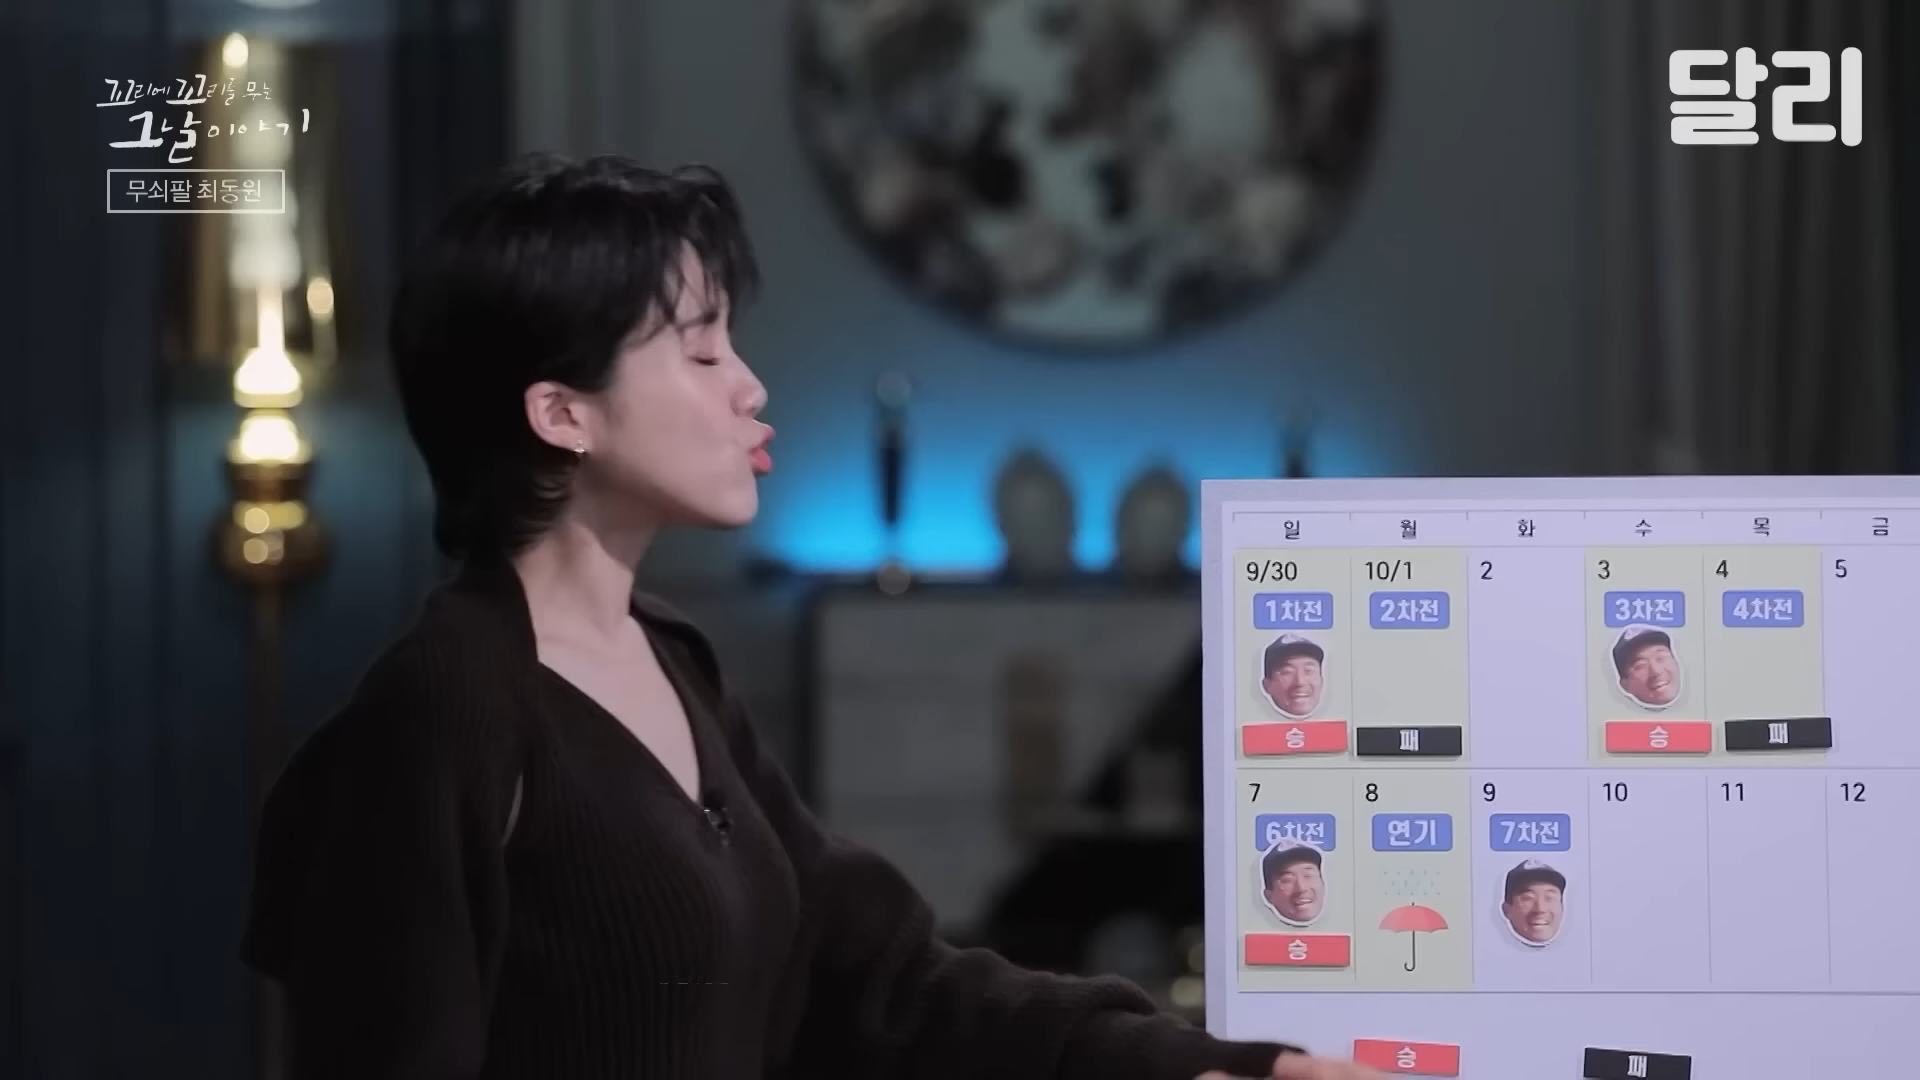 꼬리에 꼬리를 무는
그날 이야기
무쇠팔 최동원
달리
일 월 화 수 목 금
9/30 10/1 2 3 4 5
1차전 2차전 3차전 4차전
승 패 승 패
7 8 9 10 11 12
6차전 연기 7차전
승
승 패